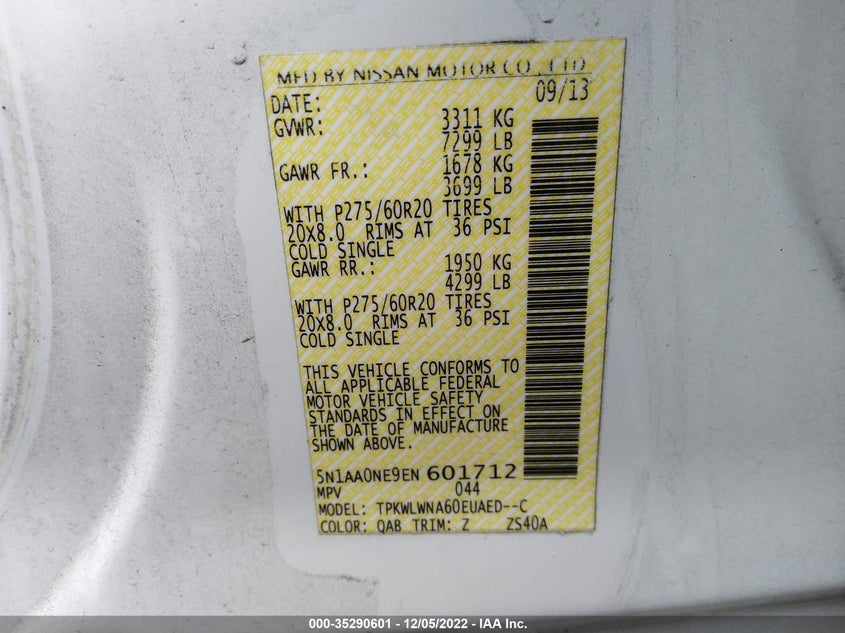 MFD BY NISSAN MOTOR CO., LTD.
DATE: 09/13
GVWR: 3311 KG
7299 LB
GAWR FR.: 1678 KG
3699 LB
WITH P275/60R20 TIRES
20X8.0 RIMS AT 36 PSI
COLD SINGLE
GAWR RR.: 1950 KG
4299 LB
WITH P275/60R20 TIRES
20X8.0 RIMS AT 36 PSI
COLD SINGLE
THIS VEHICLE CONFORMS TO
ALL APPLICABLE FEDERAL
MOTOR VEHICLE SAFETY
STANDARDS IN EFFECT ON
THE DATE OF MANUFACTURE
SHOWN ABOVE.
5N1AA0NE9EN 601712
MPV 044
MODEL: TPKWLWNA60EUAED--C
COLOR: QAB TRIM: Z ZS40A
000-35290601 - 12/05/2022 - IAA Inc.